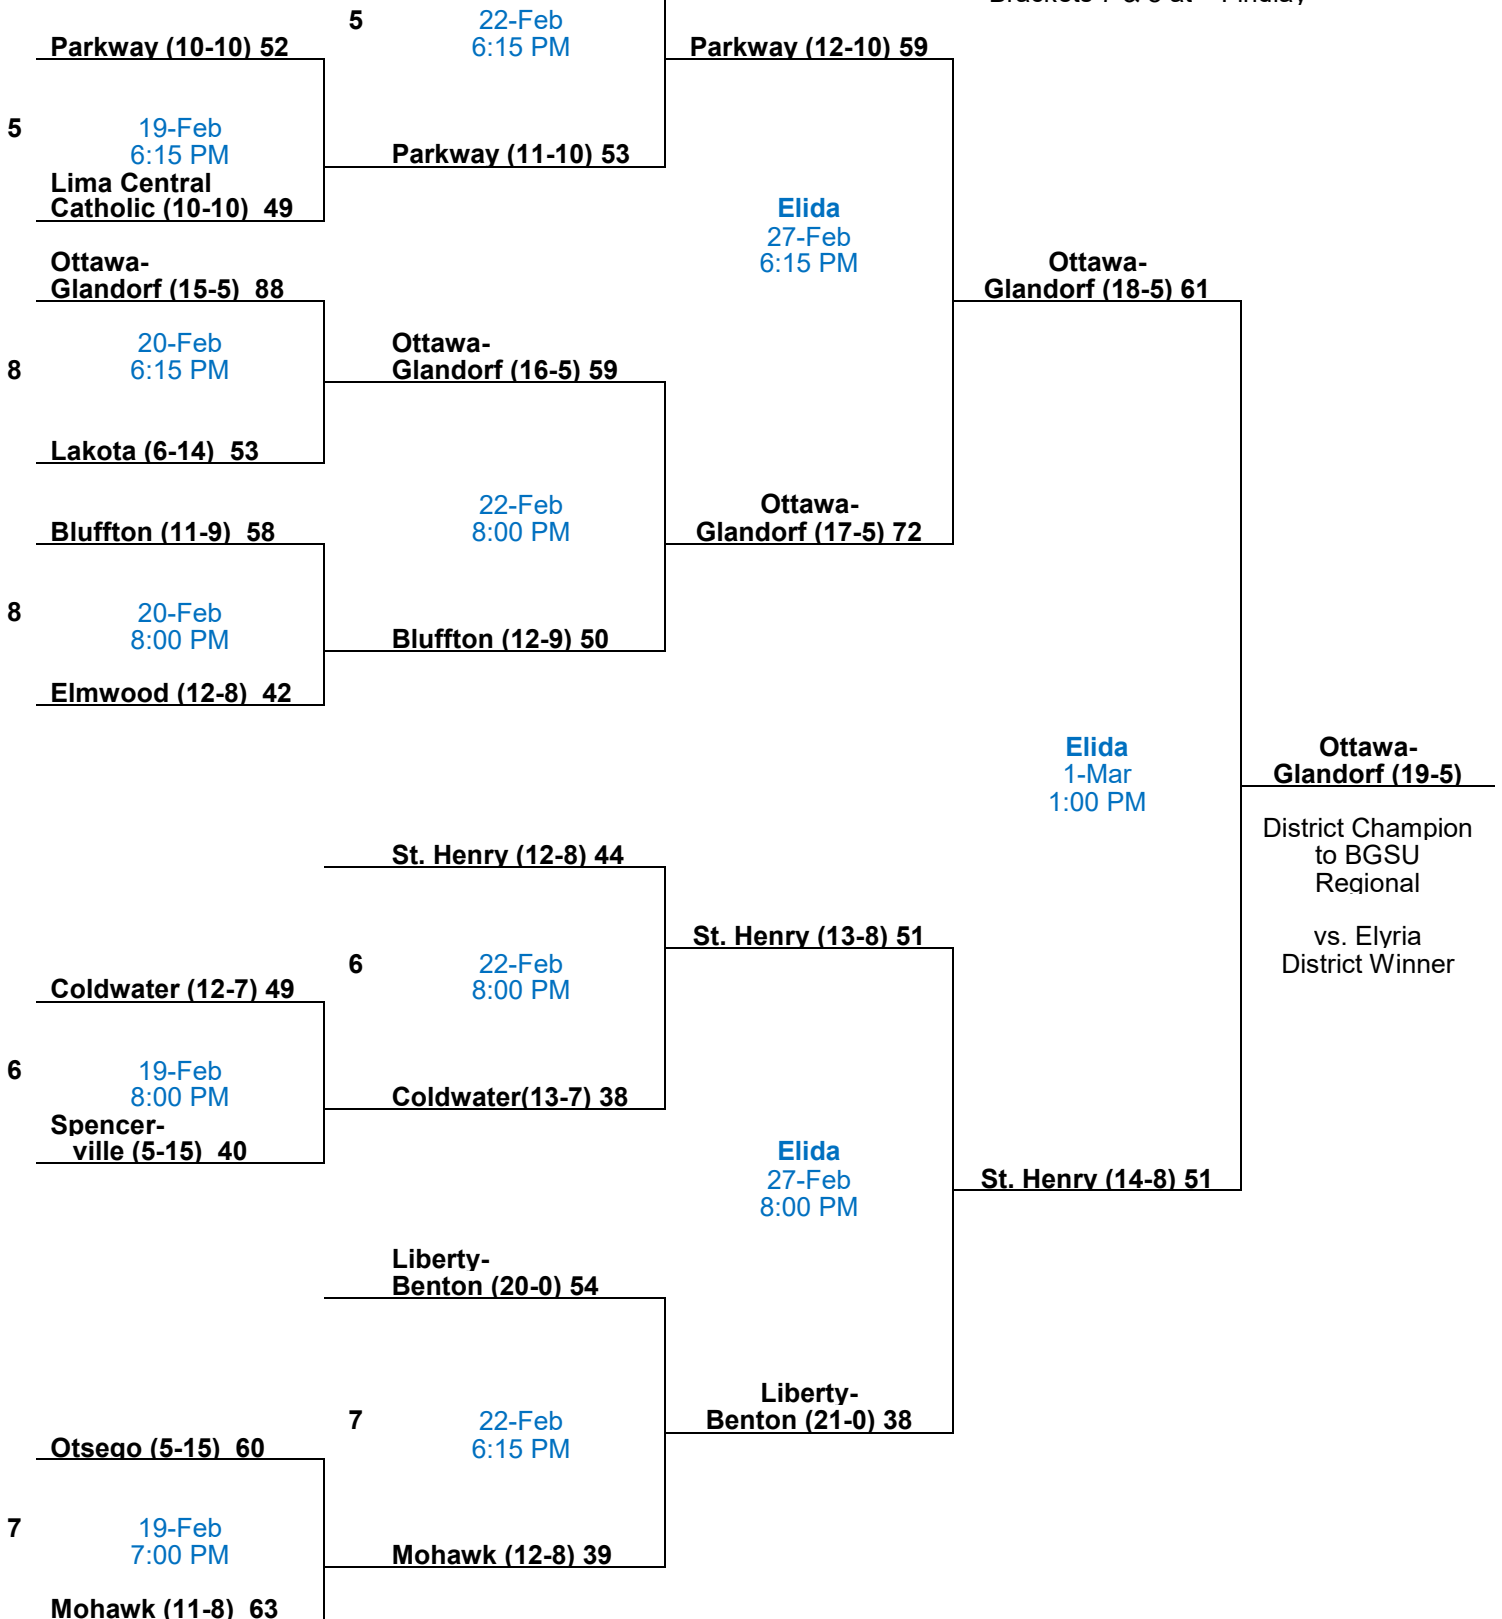 Brackets 7 & 8 at - Findlay
5
22-Feb
6:15 PM
Parkway (10-10) 52
Parkway (12-10) 59
5
19-Feb
6:15 PM
Parkway (11-10) 53
Lima Central
Catholic (10-10) 49
Elida
27-Feb
6:15 PM
Ottawa-
Glandorf (15-5) 88
Ottawa-
Glandorf (18-5) 61
8
20-Feb
6:15 PM
Ottawa-
Glandorf (16-5) 59
Lakota (6-14) 53
22-Feb
8:00 PM
Ottawa-
Glandorf (17-5) 72
Bluffton (11-9) 58
8
20-Feb
8:00 PM
Bluffton (12-9) 50
Elmwood (12-8) 42
Elida
1-Mar
1:00 PM
Ottawa-
Glandorf (19-5)
District Champion
to BGSU
Regional
vs. Elyria
District Winner
St. Henry (12-8) 44
St. Henry (13-8) 51
6
22-Feb
8:00 PM
Coldwater (12-7) 49
6
19-Feb
8:00 PM
Coldwater(13-7) 38
Spencer-
ville (5-15) 40
Elida
27-Feb
8:00 PM
St. Henry (14-8) 51
Liberty-
Benton (20-0) 54
Liberty-
Benton (21-0) 38
7
22-Feb
6:15 PM
Otsego (5-15) 60
7
19-Feb
7:00 PM
Mohawk (12-8) 39
Mohawk (11-8) 63